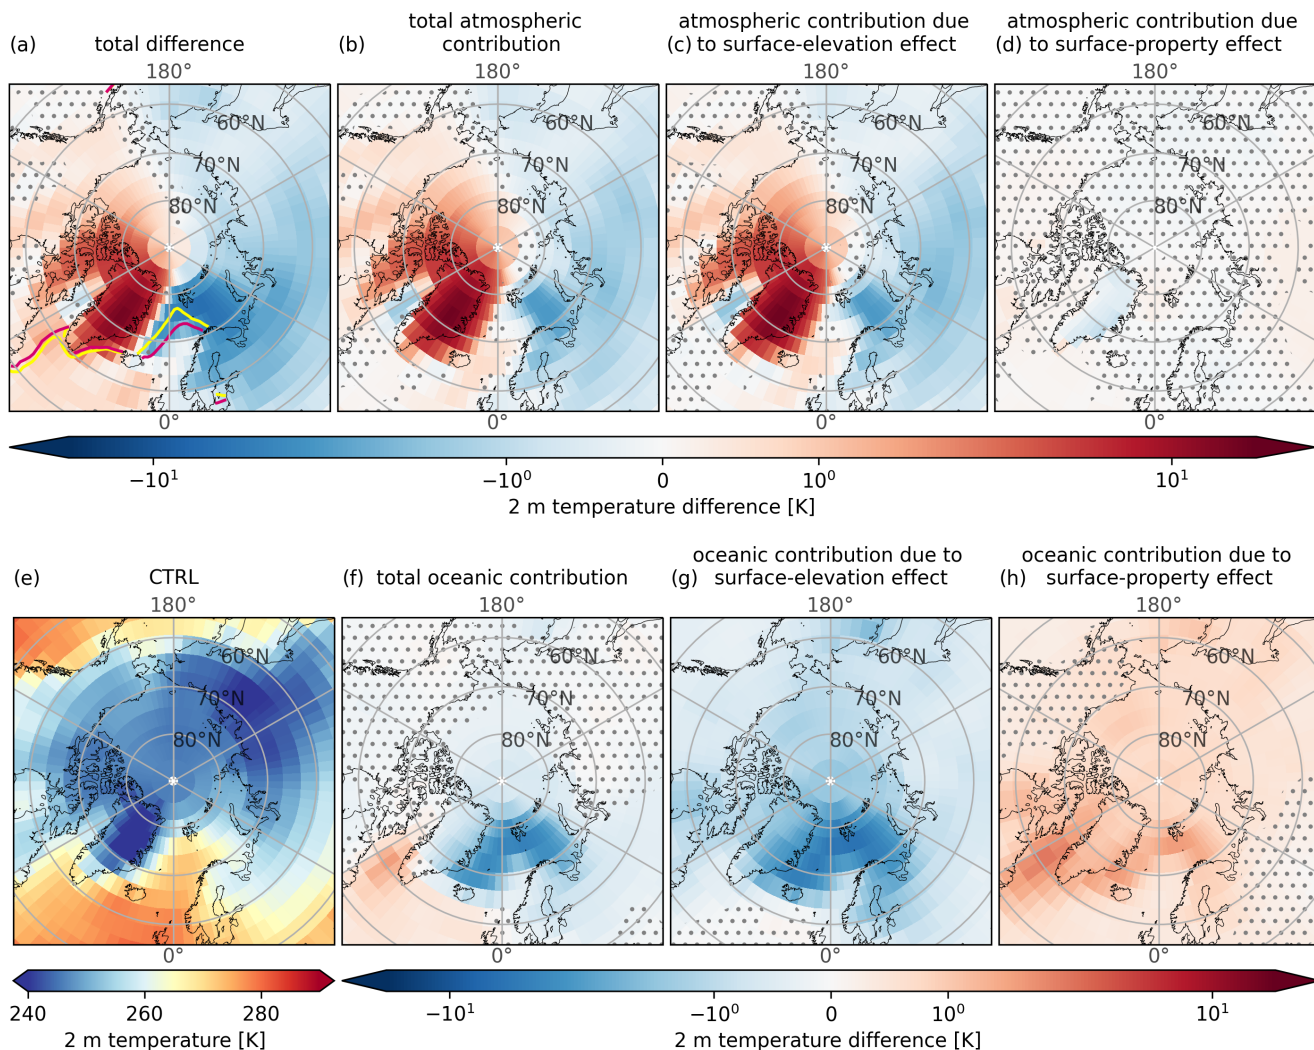 (a) total difference
(b) total atmospheric
contribution
(c) atmospheric contribution due
to surface-elevation effect
(d) atmospheric contribution due
to surface-property effect
180° 180° 180° 180°
60°N 60°N 60°N 60°N
70°N 70°N 70°N 70°N
80°N 80°N 80°N 80°N
0° 0° 0° 0°
−10¹ −10⁰ 0 10⁰ 10¹
2 m temperature difference [K]
(e) CTRL
(f) total oceanic contribution
(g) oceanic contribution due to
surface-elevation effect
(h) oceanic contribution due to
surface-property effect
180° 180° 180° 180°
60°N 60°N 60°N 60°N
70°N 70°N 70°N 70°N
80°N 80°N 80°N 80°N
0° 0° 0° 0°
240 260 280
2 m temperature [K]
−10¹ −10⁰ 0 10⁰ 10¹
2 m temperature difference [K]